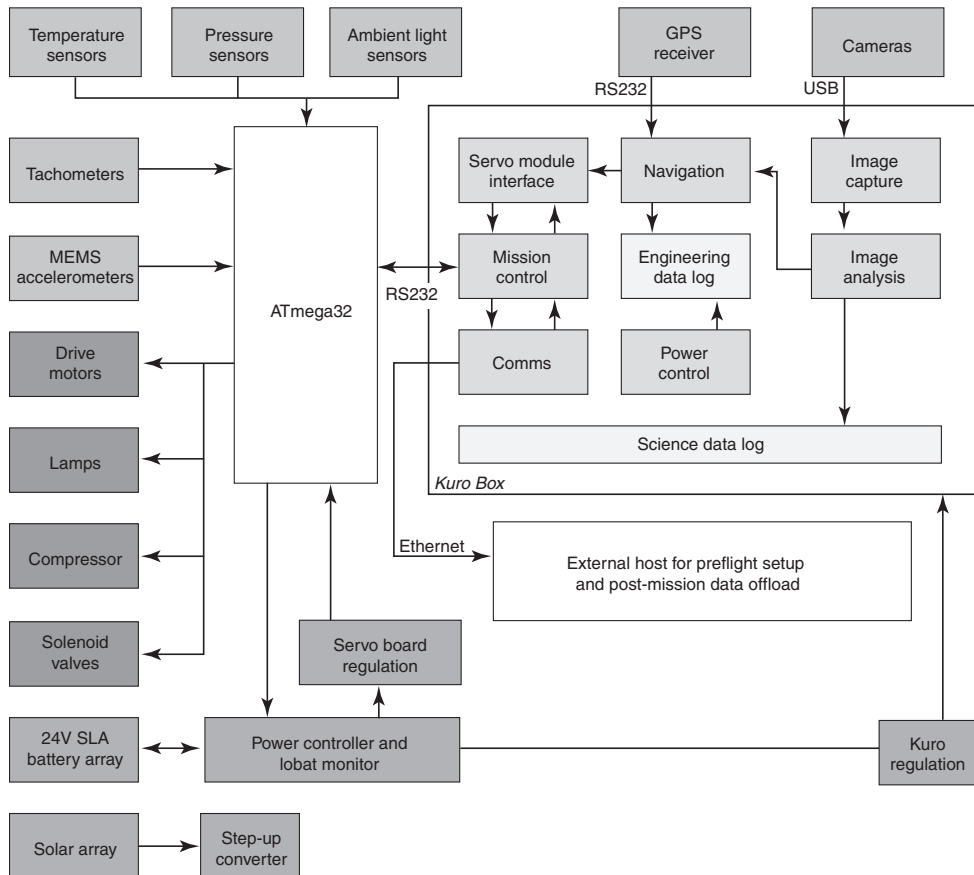 Temperature
sensors
Pressure
sensors
Ambient light
sensors
GPS
receiver
Cameras
RS232
USB
Tachometers
Servo module
interface
Navigation
Image
capture
MEMS
accelerometers
ATmega32
RS232
Mission
control
Engineering
data log
Image
analysis
Drive
motors
Comms
Power
control
Lamps
Science data log
Kuro Box
Compressor
Ethernet
External host for preflight setup
and post-mission data offload
Solenoid
valves
Servo board
regulation
24V SLA
battery array
Power controller and
lobat monitor
Kuro
regulation
Solar array
Step-up
converter